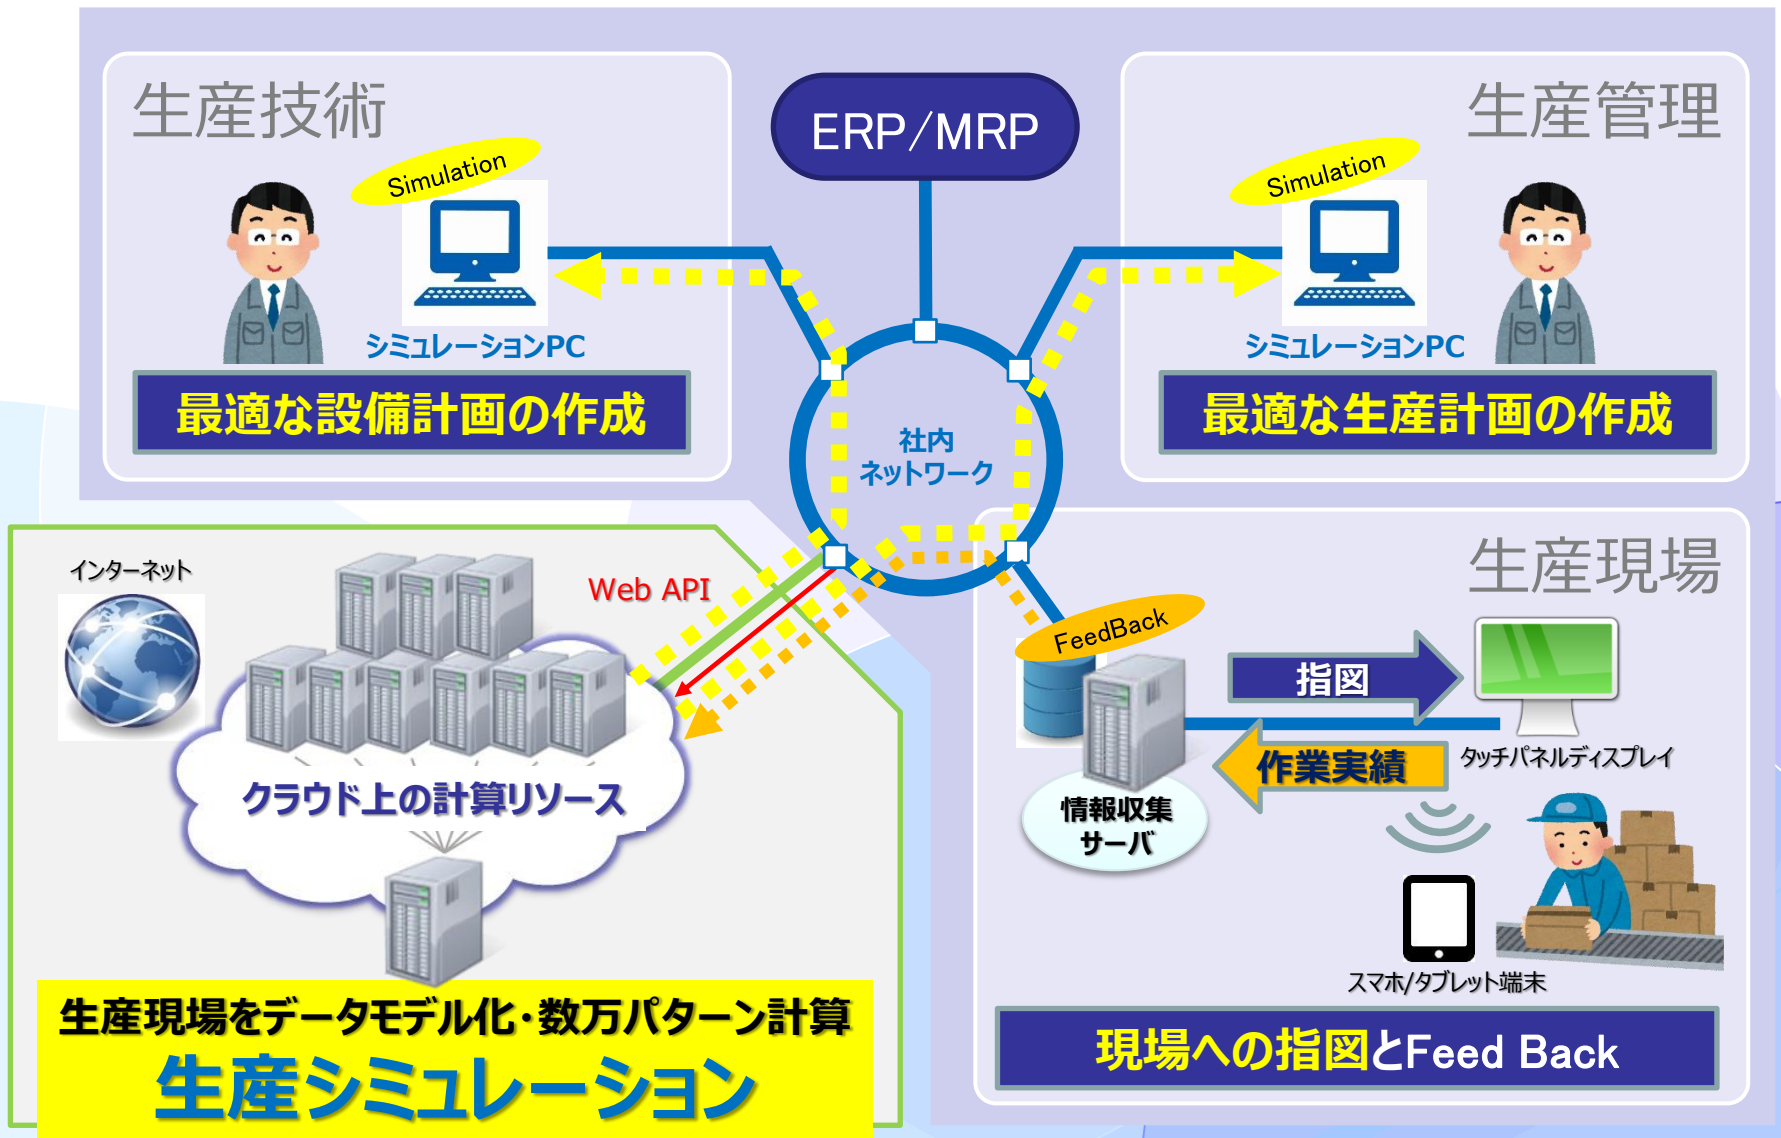 生産技術
Simulation
シミュレーションPC
最適な設備計画の作成
ERP/MRP
生産管理
Simulation
シミュレーションPC
最適な生産計画の作成
社内
ネットワーク
インターネット
Web API
クラウド上の計算リソース
生産現場をデータモデル化・数万パターン計算
生産シミュレーション
生産現場
FeedBack
指図
作業実績
タッチパネルディスプレイ
情報収集
サーバ
スマホ/タブレット端末
現場への指図とFeed Back